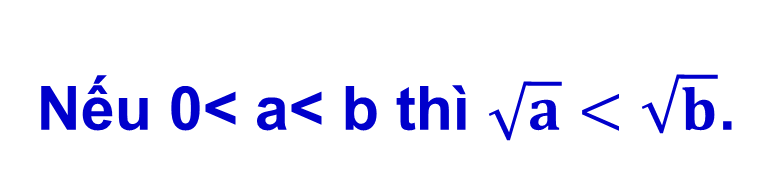 Nếu 0< a< b thì √a < √b.